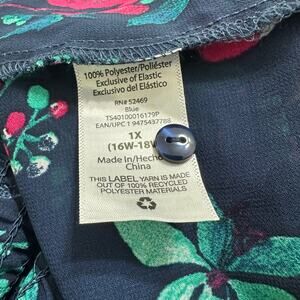 100% Polyester/Poliéster
Exclusive of Elastic
Exclusivo del Elástico
RN# 52469
Blue
TS40100016179P
EAN/UPC 1 9475437788
1X
(16W-18W
Made In/Hecho
China
THIS LABEL YARN IS MADE
OUT OF 100% RECYCLED
POLYESTER MATERIALS